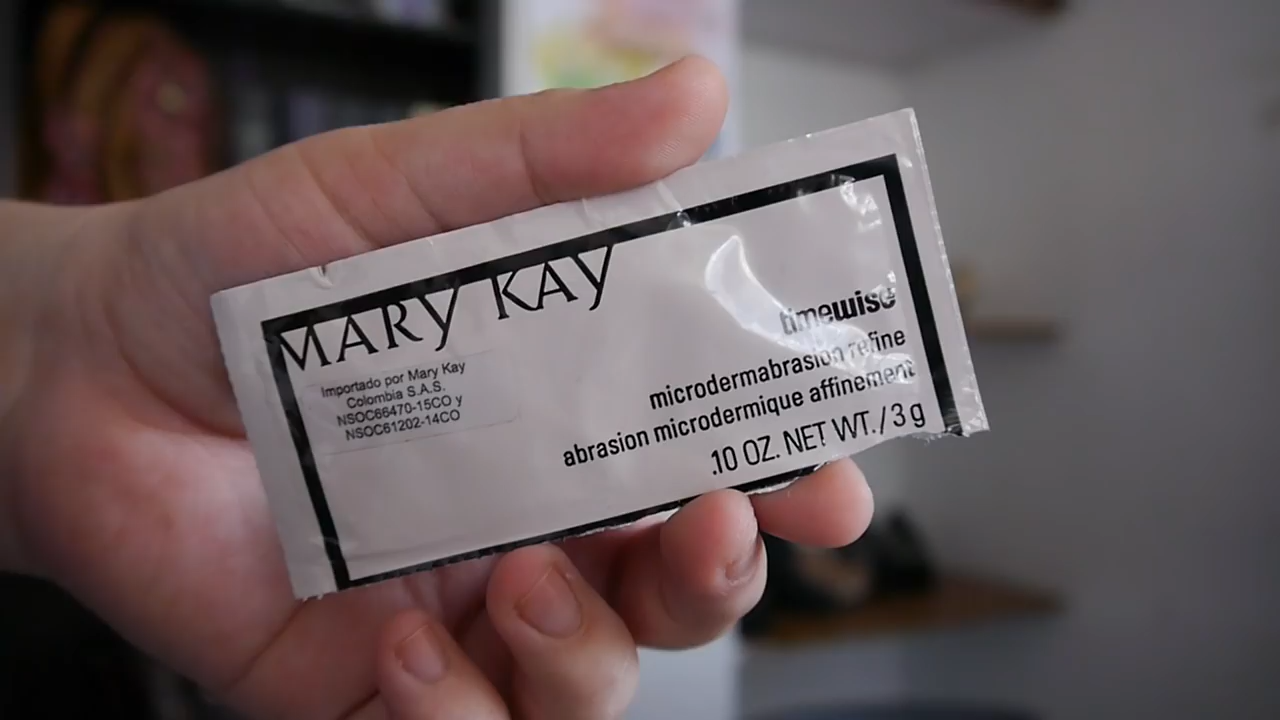 MARY KAY
Importado por Mary Kay
Colombia S.A.S.
NSOC66470-15CO y
NSOC61202-14CO
timewise
microdermabrasion refine
abrasion microdermique affinement
.10 OZ. NET WT. / 3 g